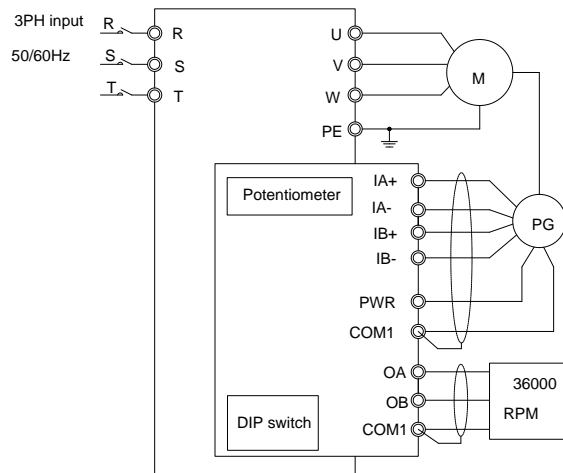 3PH input
50/60Hz
R
S
T
R
S
T
U
V
W
PE
M
Potentiometer
DIP switch
IA+
IA-
IB+
IB-
PWR
COM1
PG
OA
OB
COM1
36000
RPM